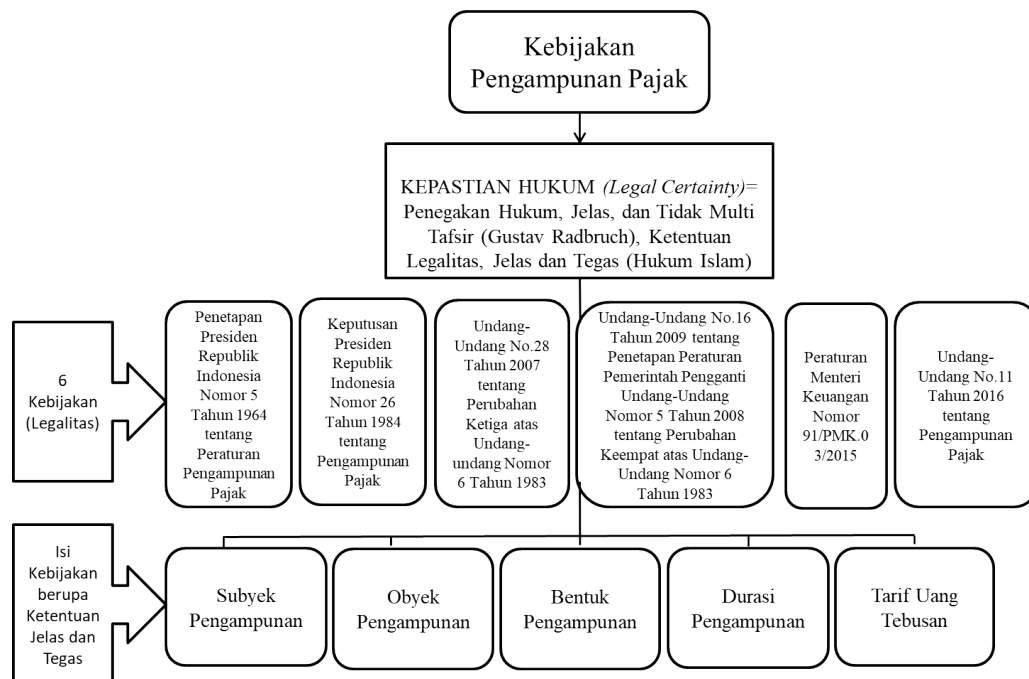 Kebijakan
Pengampunan Pajak
KEPASTIAN HUKUM (Legal Certainty)=
Penegakan Hukum, Jelas, dan Tidak Multi
Tafsir (Gustav Radbruch), Ketentuan
Legalitas, Jelas dan Tegas (Hukum Islam)
6
Kebijakan
(Legalitas)
Penetapan
Presiden
Republik
Indonesia
Nomor 5
Tahun 1964
tentang
Peraturan
Pengampunan
Pajak
Keputusan
Presiden
Republik
Indonesia
Nomor 26
Tahun 1984
tentang
Pengampunan
Pajak
Undang-
Undang No.28
Tahun 2007
tentang
Perubahan
Ketiga atas
Undang-
undang Nomor
6 Tahun 1983
Undang-Undang No.16
Tahun 2009 tentang
Penetapan Peraturan
Pemerintah Pengganti
Undang-Undang
Nomor 5 Tahun 2008
tentang Perubahan
Keempat atas Undang-
Undang Nomor 6
Tahun 1983
Peraturan
Menteri
Keuangan
Nomor
91/PMK.0
3/2015
Undang-
Undang No.11
Tahun 2016
tentang
Pengampunan
Pajak
Isi
Kebijakan
berupa
Ketentuan
Jelas dan
Tegas
Subyek
Pengampunan
Obyek
Pengampunan
Bentuk
Pengampunan
Durasi
Pengampunan
Tarif Uang
Tebusan